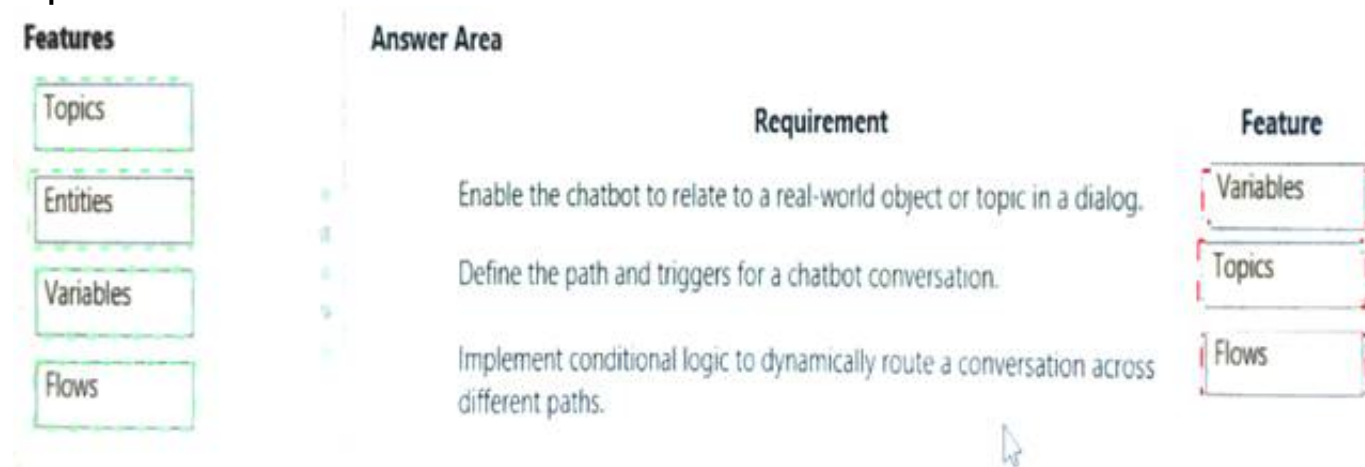 Features
Answer Area
Topics
Entities
Variables
Flows
Requirement
Feature
Enable the chatbot to relate to a real-world object or topic in a dialog.
Variables
Define the path and triggers for a chatbot conversation.
Topics
Implement conditional logic to dynamically route a conversation across
different paths.
Flows